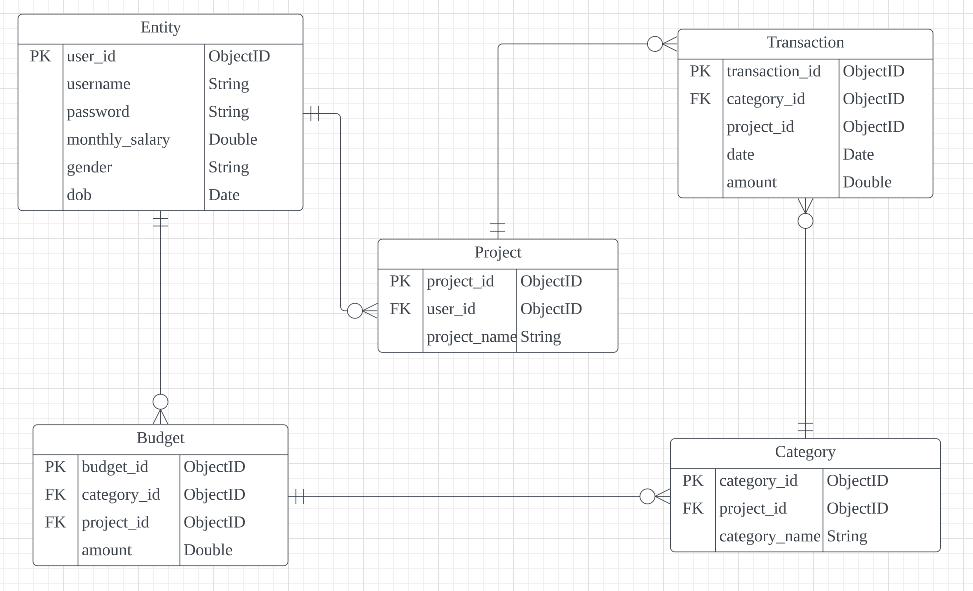 Entity
PK user_id ObjectID
username String
password String
monthly_salary Double
gender String
dob Date
Transaction
PK transaction_id ObjectID
FK category_id ObjectID
project_id ObjectID
date Date
amount Double
Project
PK project_id ObjectID
FK user_id ObjectID
project_name String
Budget
PK budget_id ObjectID
FK category_id ObjectID
FK project_id ObjectID
amount Double
Category
PK category_id ObjectID
FK project_id ObjectID
category_name String